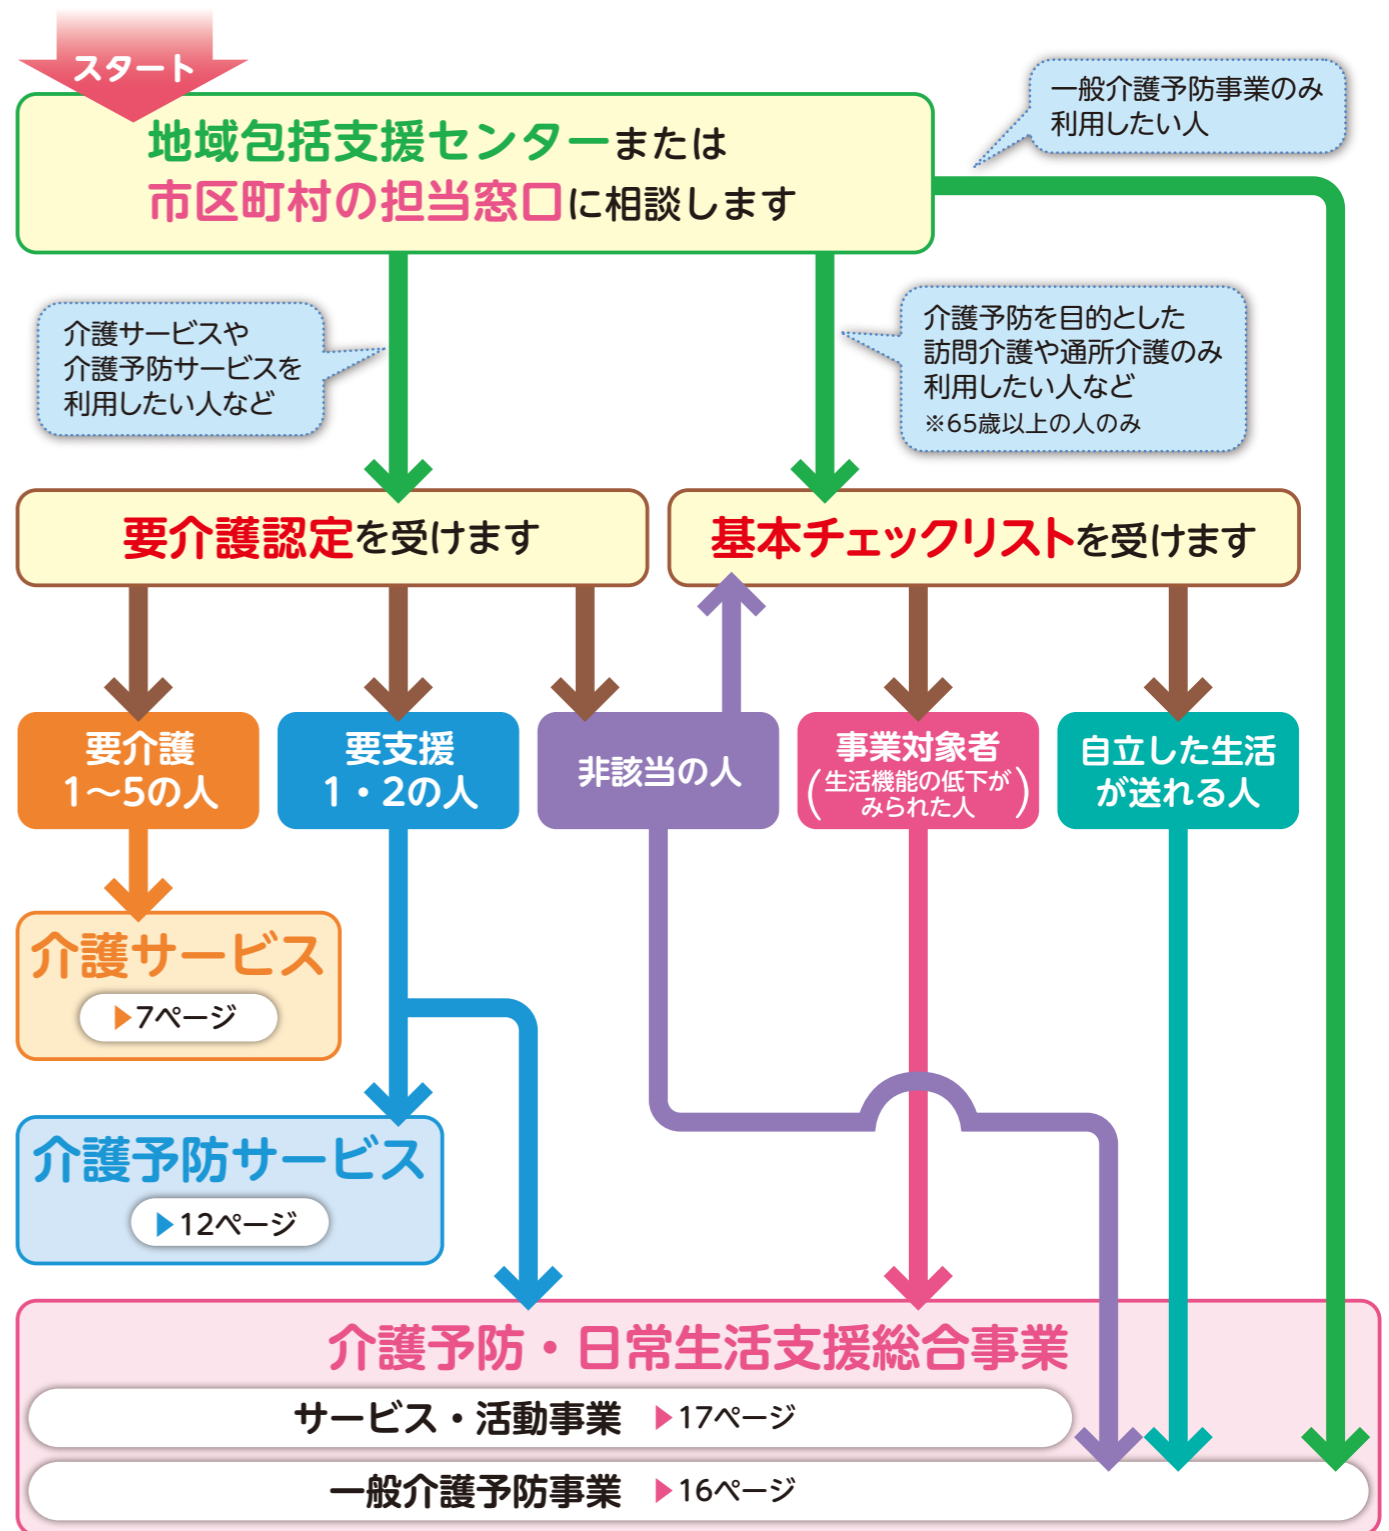 スタート
地域包括支援センターまたは
市区町村の担当窓口に相談します
一般介護予防事業のみ
利用したい人
介護サービスや
介護予防サービスを
利用したい人など
介護予防を目的とした
訪問介護や通所介護のみ
利用したい人など
※65歳以上の人のみ
要介護認定を受けます
基本チェックリストを受けます
要介護
1〜5の人
要支援
1・2の人
非該当の人
事業対象者
(生活機能の低下が
みられた人)
自立した生活
が送れる人
介護サービス
▶7ページ
介護予防サービス
▶12ページ
介護予防・日常生活支援総合事業
サービス・活動事業 ▶17ページ
一般介護予防事業 ▶16ページ